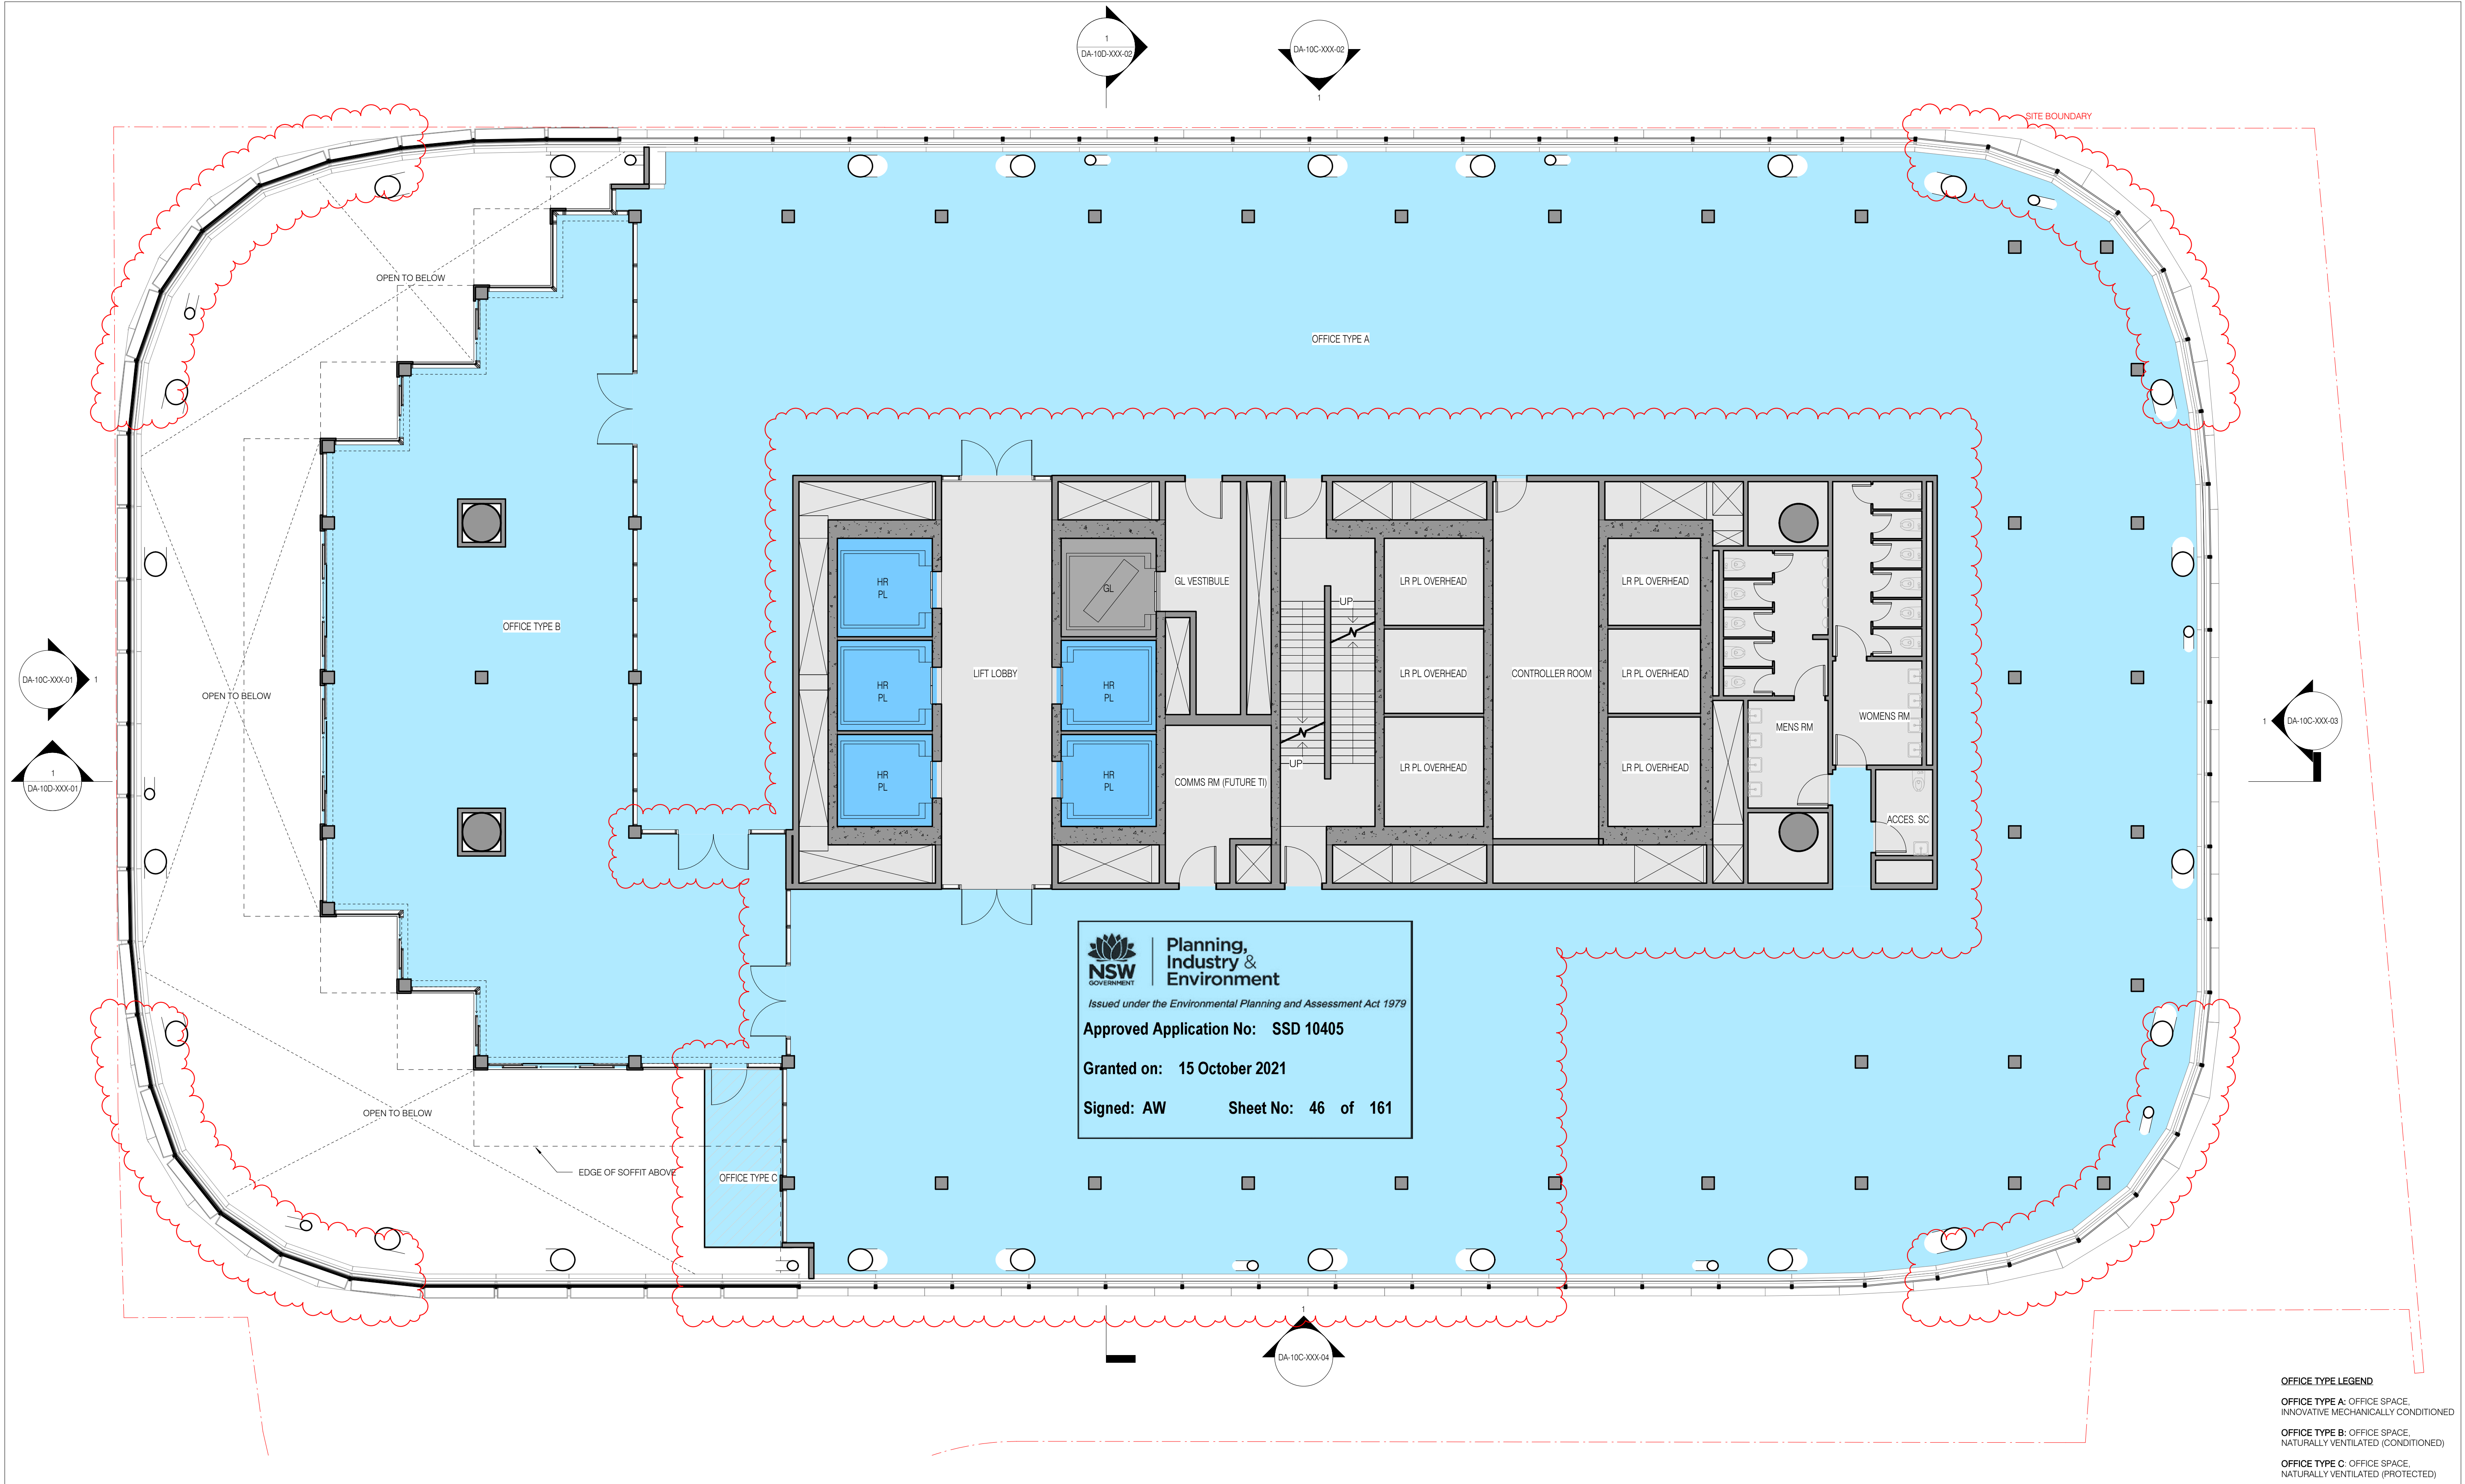 1
DA-10D-XXX-02
DA-10C-XXX-02
1
SITE BOUNDARY
OPEN TO BELOW
OFFICE TYPE A
HR
PL
GL
GL VESTIBULE
UP
LR PL OVERHEAD
LR PL OVERHEAD
OFFICE TYPE B
DA-10C-XXX-01
1
OPEN TO BELOW
HR
PL
LIFT LOBBY
HR
PL
LR PL OVERHEAD
CONTROLLER ROOM
LR PL OVERHEAD
MENS RM
WOMENS RM
1
DA-10C-XXX-03
1
DA-10D-XXX-01
HR
PL
HR
PL
COMMS RM (FUTURE TI)
UP
LR PL OVERHEAD
LR PL OVERHEAD
ACCES. SC
NSW
GOVERNMENT
Planning,
Industry &
Environment
Issued under the Environmental Planning and Assessment Act 1979
Approved Application No: SSD 10405
Granted on: 15 October 2021
Signed: AW Sheet No: 46 of 161
OPEN TO BELOW
EDGE OF SOFFIT ABOVE
OFFICE TYPE C
1
DA-10C-XXX-04
OFFICE TYPE LEGEND
OFFICE TYPE A: OFFICE SPACE,
INNOVATIVE MECHANICALLY CONDITIONED
OFFICE TYPE B: OFFICE SPACE,
NATURALLY VENTILATED (CONDITIONED)
OFFICE TYPE C: OFFICE SPACE,
NATURALLY VENTILATED (PROTECTED)